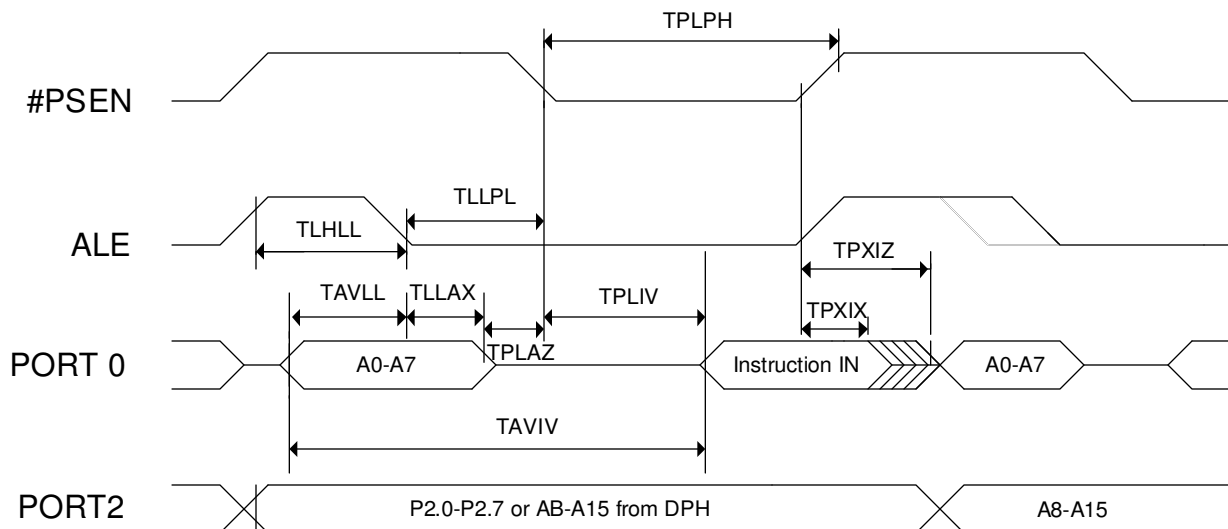 TPLPH
#PSEN
TLLPL
TLHLL
ALE
TPXIZ
TAVLL TLLAX TPLIV
TPXIX
TPLAZ
PORT 0 A0-A7 Instruction IN A0-A7
TAVIV
PORT2 P2.0-P2.7 or AB-A15 from DPH A8-A15